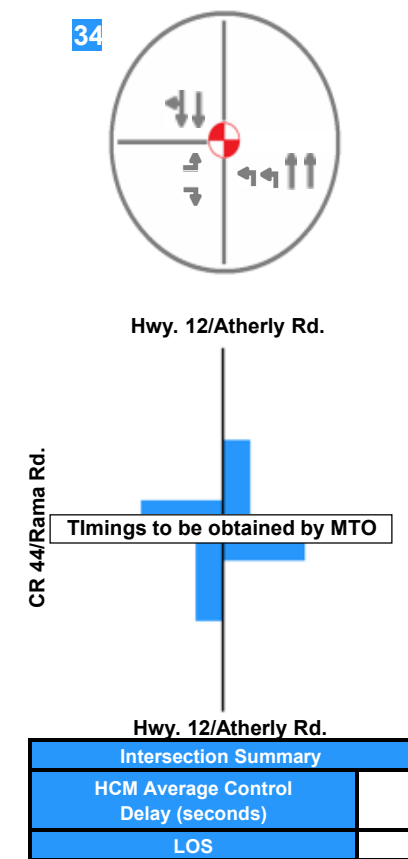 34
Hwy. 12/Atherly Rd.
CR 44/Rama Rd.
TImings to be obtained by MTO
Hwy. 12/Atherly Rd.
Intersection Summary
HCM Average Control
Delay (seconds)
LOS